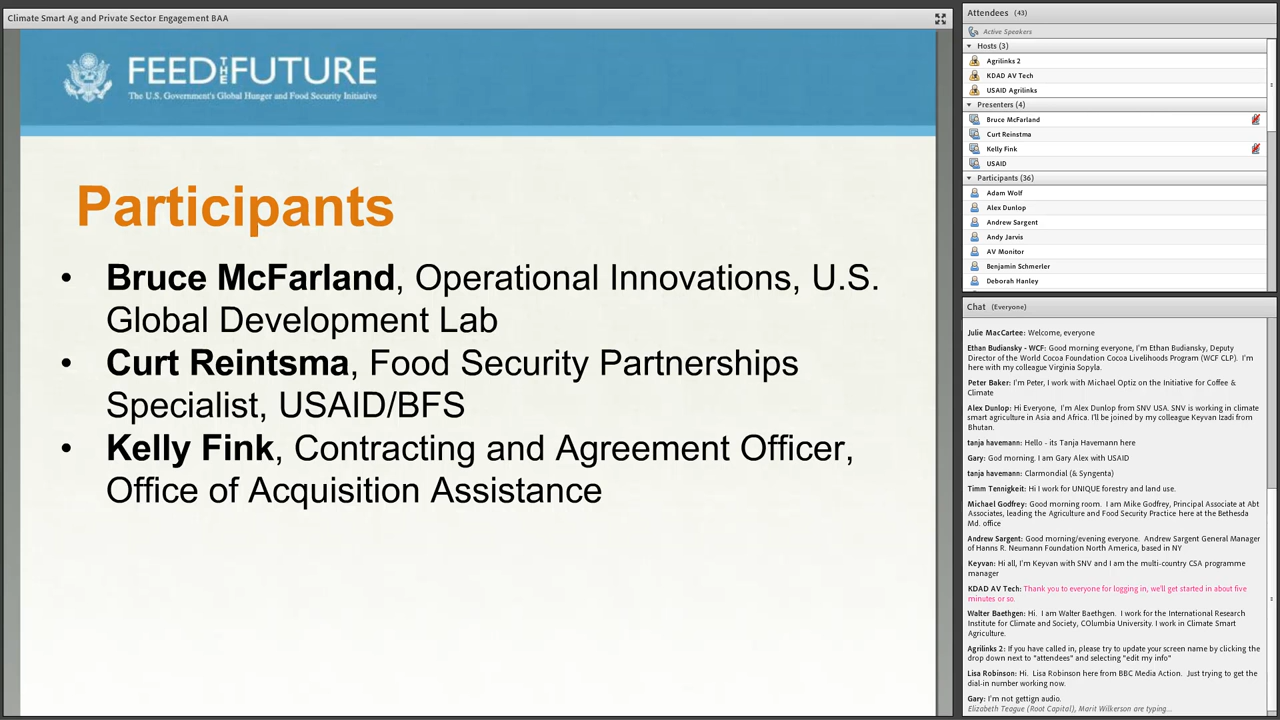 Climate Smart Ag and Private Sector Engagement BAA
FEED THE FUTURE
The U.S. Government's Global Hunger and Food Security Initiative
Participants
• Bruce McFarland, Operational Innovations, U.S.
Global Development Lab
• Curt Reintsma, Food Security Partnerships
Specialist, USAID/BFS
• Kelly Fink, Contracting and Agreement Officer,
Office of Acquisition Assistance
Attendees (43)
Active Speakers
Hosts (3)
Agrilinks 2
KDAD AV Tech
USAID Agrilinks
Presenters (4)
Bruce McFarland
Curt Reinstma
Kelly Fink
USAID
Participants (36)
Adam Wolf
Alex Dunlop
Andrew Sargent
Andy Jarvis
AV Monitor
Benjamin Schmerler
Deborah Hanley
Chat (Everyone)
Julie MacCartee: Welcome, everyone
Ethan Budiansky - WCF: Good morning everyone, I'm Ethan Budiansky, Deputy
Director of the World Cocoa Foundation Cocoa Livelihoods Program (WCF CLP). I'm
here with my colleague Virginia Sopyla.
Peter Baker: I'm Peter, I work with Michael Optiz on the Initiative for Coffee &
Climate
Alex Dunlop: Hi Everyone, I'm Alex Dunlop from SNV USA. SNV is working in climate
smart agriculture in Asia and Africa. I'll be joined by my colleague Keyvan Izadi from
Bhutan.
tanja havemann: Hello - its Tanja Havemann here
Gary: God morning. I am Gary Alex with USAID
tanja havemann: Clarmondial (& Syngenta)
Timm Tennigkeit: Hi I work for UNIQUE forestry and land use.
Michael Godfrey: Good morning room. I am Mike Godfrey, Principal Associate at Abt
Associates, leading the Agriculture and Food Security Practice here at the Bethesda
Md. office
Andrew Sargent: Good morning/evening everyone. Andrew Sargent General Manager
of Hanns R. Neumann Foundation North America, based in NY
Keyvan: Hi all, I'm Keyvan with SNV and I am the multi-country CSA programme
manager
KDAD AV Tech: Thank you to everyone for logging in, we'll get started in about five
minutes or so.
Walter Baethgen: Hi. I am Walter Baethgen. I work for the International Research
Institute for Climate and Society, COlumbia University. I work in Climate Smart
Agriculture.
Agrilinks 2: If you have called in, please try to update your screen name by clicking the
drop down next to "attendees" and selecting "edit my info"
Lisa Robinson: Hi. Lisa Robinson here from BBC Media Action. Just trying to get the
dial-in number working now.
Gary: I'm not gettign audio.
Elizabeth Teague (Root Capital), Marit Wilkerson are typing...